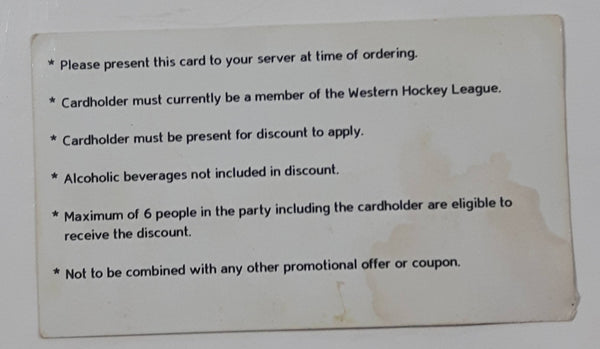 * Please present this card to your server at time of ordering.
* Cardholder must currently be a member of the Western Hockey League.
* Cardholder must be present for discount to apply.
* Alcoholic beverages not included in discount.
* Maximum of 6 people in the party including the cardholder are eligible to
receive the discount.
* Not to be combined with any other promotional offer or coupon.